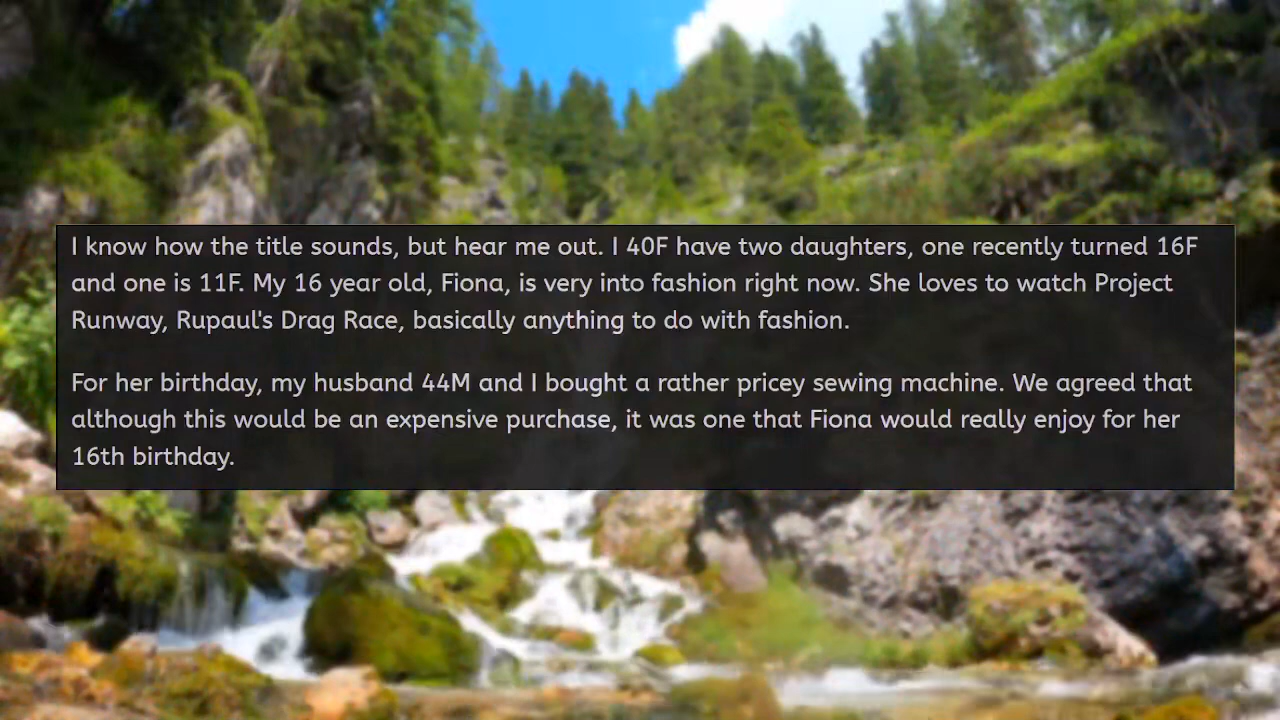 I know how the title sounds, but hear me out. I 40F have two daughters, one recently turned 16F
and one is 11F. My 16 year old, Fiona, is very into fashion right now. She loves to watch Project
Runway, Rupaul's Drag Race, basically anything to do with fashion.
For her birthday, my husband 44M and I bought a rather pricey sewing machine. We agreed that
although this would be an expensive purchase, it was one that Fiona would really enjoy for her
16th birthday.